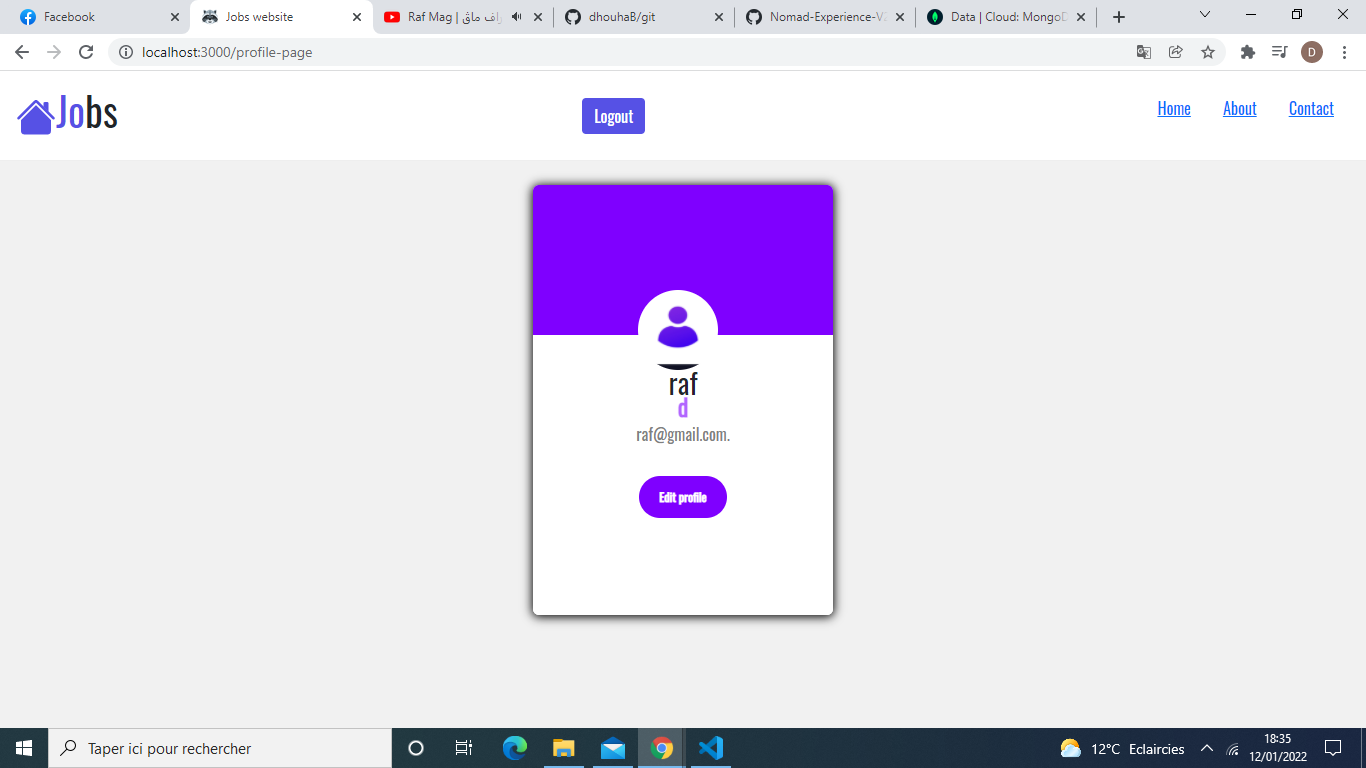 Facebook
Jobs website
Raf Mag | راف ماڨ
dhouhaB/git
Nomad-Experience-V
Data | Cloud: MongoD
localhost:3000/profile-page
D
Jobs
Logout
Home
About
Contact
raf
d
raf@gmail.com.
Edit profile
Taper ici pour rechercher
12°C Eclaircies
18:35
12/01/2022